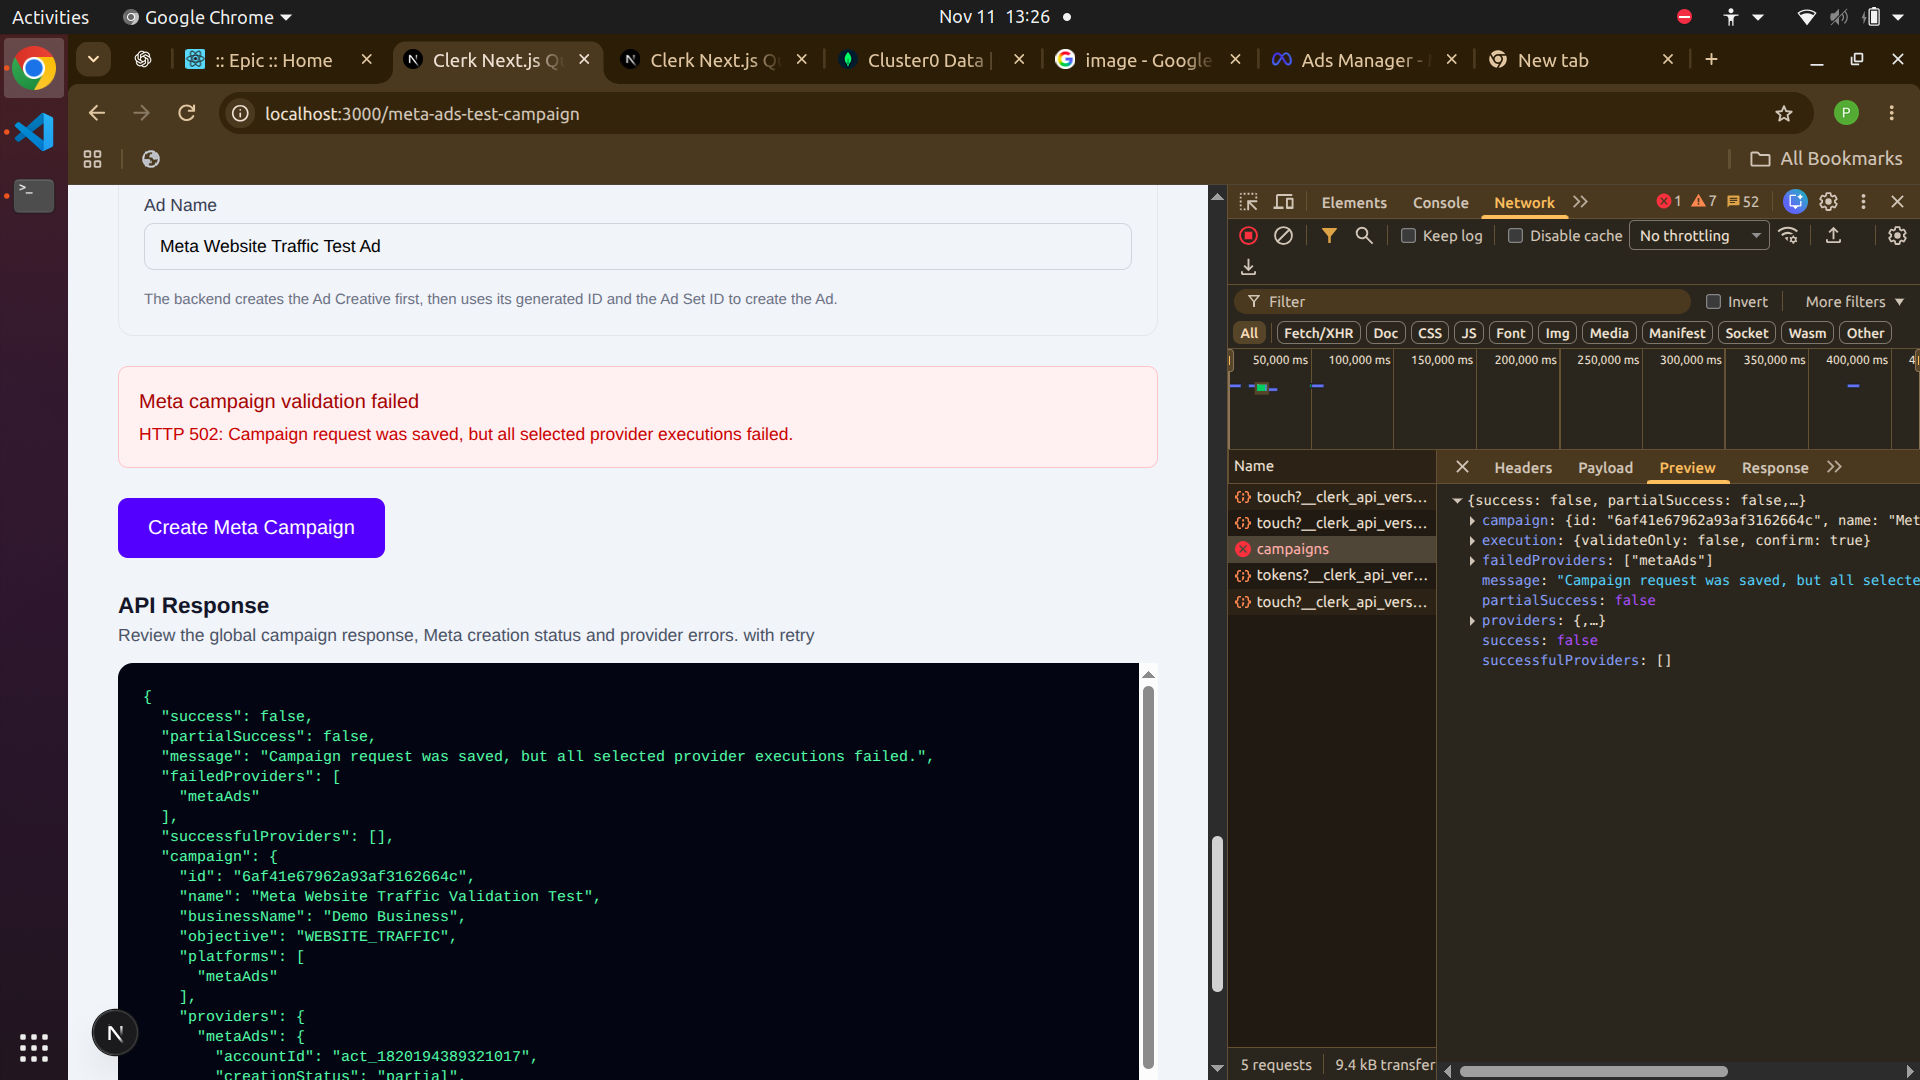 Activities
Google Chrome
Nov 11 13:26
:: Epic :: Home
Clerk Next.js Q
Clerk Next.js Q
Cluster0 Data |
image - Google
Ads Manager -
New tab
localhost:3000/meta-ads-test-campaign
P
All Bookmarks
Ad Name
Meta Website Traffic Test Ad
The backend creates the Ad Creative first, then uses its generated ID and the Ad Set ID to create the Ad.
Meta campaign validation failed
HTTP 502: Campaign request was saved, but all selected provider executions failed.
Create Meta Campaign
API Response
Review the global campaign response, Meta creation status and provider errors. with retry
{
"success": false,
"partialSuccess": false,
"message": "Campaign request was saved, but all selected provider executions failed.",
"failedProviders": [
"metaAds"
],
"successfulProviders": [],
"campaign": {
"id": "6af41e67962a93af3162664c",
"name": "Meta Website Traffic Validation Test",
"businessName": "Demo Business",
"objective": "WEBSITE_TRAFFIC",
"platforms": [
"metaAds"
],
"providers": {
"metaAds": {
"accountId": "act_1820194389321017",
"creationStatus": "partial",
N
Elements
Console
Network
1
7
52
Keep log
Disable cache
No throttling
Filter
Invert
More filters
All
Fetch/XHR
Doc
CSS
JS
Font
Img
Media
Manifest
Socket
Wasm
Other
50,000 ms
100,000 ms
150,000 ms
200,000 ms
250,000 ms
300,000 ms
350,000 ms
400,000 ms
Name
touch?__clerk_api_vers...
touch?__clerk_api_vers...
campaigns
tokens?__clerk_api_ver...
touch?__clerk_api_vers...
Headers
Payload
Preview
Response
{success: false, partialSuccess: false,…}
campaign: {id: "6af41e67962a93af3162664c", name: "Met
execution: {validateOnly: false, confirm: true}
failedProviders: ["metaAds"]
message: "Campaign request was saved, but all selecte
partialSuccess: false
providers: {,…}
success: false
successfulProviders: []
5 requests
9.4 kB transfer